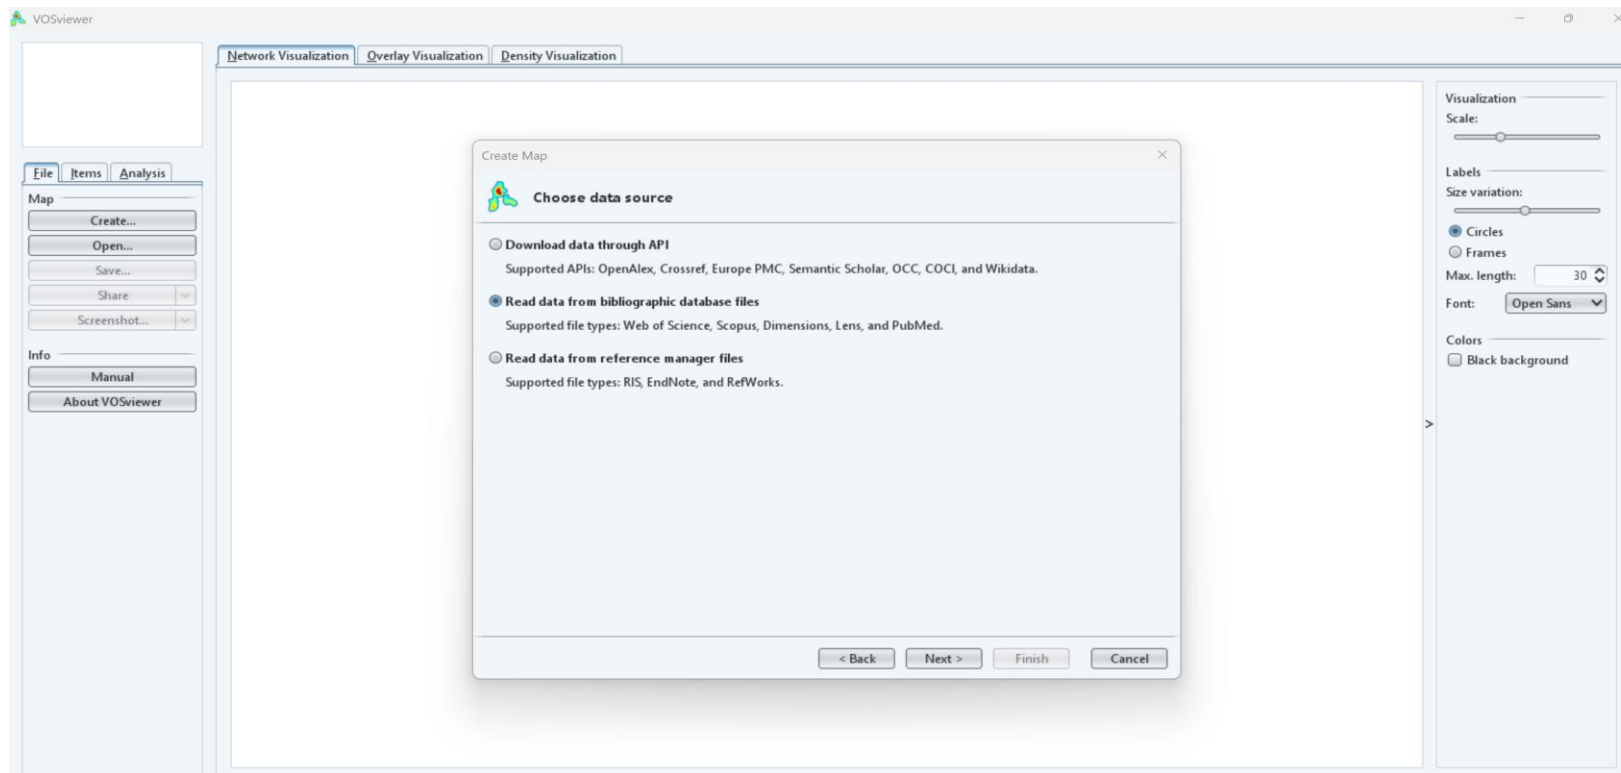 VOSviewer
Network Visualization Overlay Visualization Density Visualization
File Items Analysis
Map
Create...
Open...
Save...
Share
Screenshot...
Info
Manual
About VOSviewer
Create Map
Choose data source
Download data through API
Supported APIs: OpenAlex, Crossref, Europe PMC, Semantic Scholar, OCC, COCI, and Wikidata.
Read data from bibliographic database files
Supported file types: Web of Science, Scopus, Dimensions, Lens, and PubMed.
Read data from reference manager files
Supported file types: RIS, EndNote, and RefWorks.
< Back Next > Finish Cancel
>
Visualization
Scale:
Labels
Size variation:
Circles
Frames
Max. length: 30
Font: Open Sans
Colors
Black background